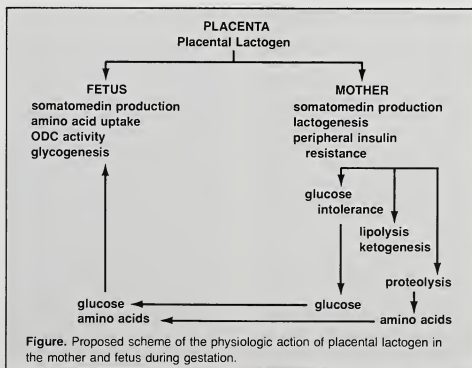 PLACENTA
Placental Lactogen
FETUS
somatomedin production
amino acid uptake
ODC activity
glycogenesis
MOTHER
somatomedin production
lactogenesis
peripheral insulin
resistance
glucose
intolerance
lipolysis
ketogenesis
proteolysis
glucose
amino acids
glucose
amino acids
Figure. Proposed scheme of the physiologic action of placental lactogen in
the mother and fetus during gestation.